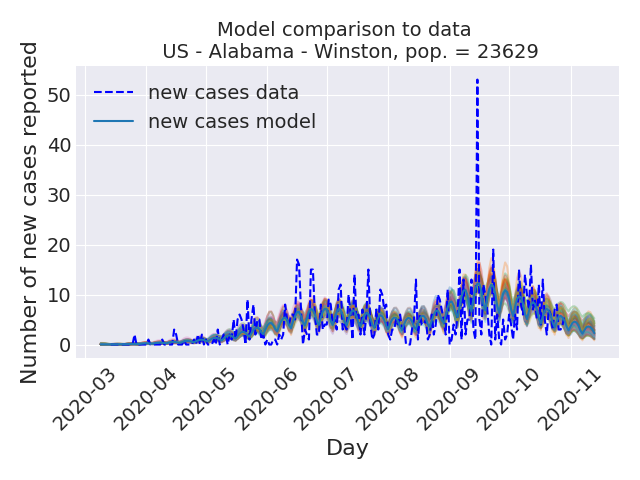 Model comparison to data
US - Alabama - Winston, pop. = 23629
Number of new cases reported
new cases data
new cases model
50
40
30
20
10
0
2020-03
2020-04
2020-05
2020-06
2020-07
2020-08
2020-09
2020-10
2020-11
Day